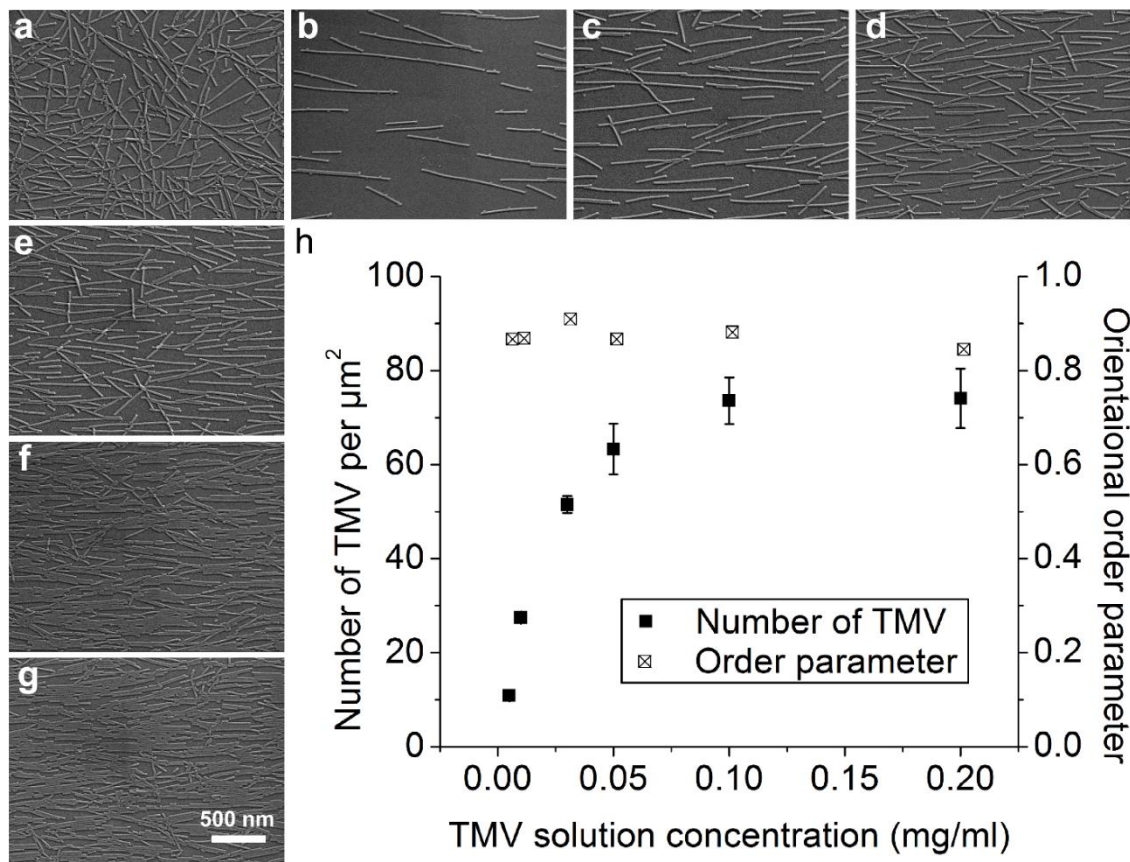 a
b
c
d
e
f
g
500 nm
h
100
80
60
40
20
0
Number of TMV per μm²
1.0
0.8
0.6
0.4
0.2
0.0
Orientaional order parameter
Number of TMV
Order parameter
0.00 0.05 0.10 0.15 0.20
TMV solution concentration (mg/ml)